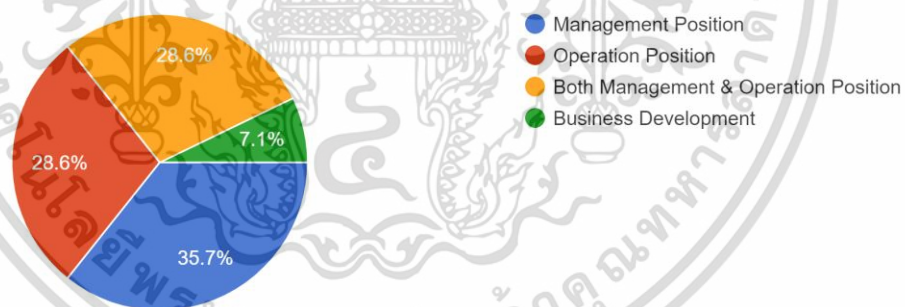 Management Position
Operation Position
Both Management & Operation Position
Business Development
28.6%
7.1%
28.6%
35.7%